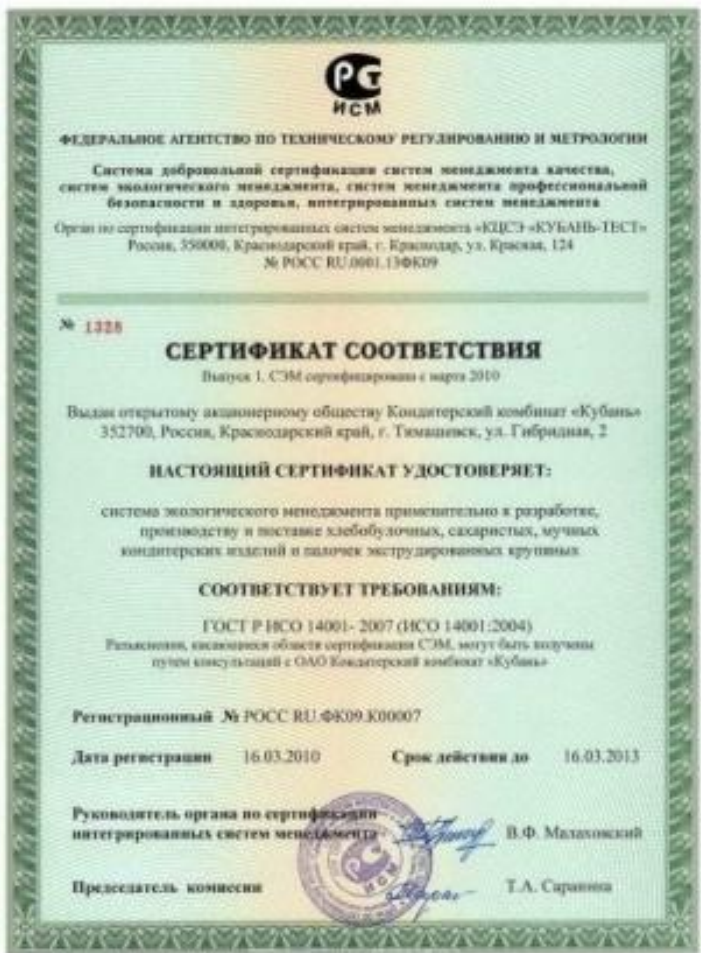 РСТ
ИСМ
ФЕДЕРАЛЬНОЕ АГЕНТСТВО ПО ТЕХНИЧЕСКОМУ РЕГУЛИРОВАНИЮ И МЕТРОЛОГИИ
Система добровольной сертификации систем менеджмента качества,
систем экологического менеджмента, систем менеджмента профессиональной
безопасности и здоровья, интегрированных систем менеджмента
Орган по сертификации интегрированных систем менеджмента «КЦСЭ «КУБАНЬ-ТЕСТ»
Россия, 350000, Краснодарский край, г. Краснодар, ул. Красная, 124
№ РОСС RU.0001.13ФК09
№ 1328
СЕРТИФИКАТ СООТВЕТСТВИЯ
Выпуск 1. СЭМ сертифицирована с марта 2010
Выдан открытому акционерному обществу Кондитерский комбинат «Кубань»
352700, Россия, Краснодарский край, г. Тимашевск, ул. Гибридная, 2
НАСТОЯЩИЙ СЕРТИФИКАТ УДОСТОВЕРЯЕТ:
система экологического менеджмента применительно к разработке,
производству и поставке хлебобулочных, сахаристых, мучных
кондитерских изделий и палочек экструдированных крупяных
СООТВЕТСТВУЕТ ТРЕБОВАНИЯМ:
ГОСТ Р ИСО 14001- 2007 (ИСО 14001:2004)
Разъяснения, касающиеся области сертификации СЭМ, могут быть получены
путем консультаций с ОАО Кондитерский комбинат «Кубань»
Регистрационный № РОСС RU.ФК09.К00007
Дата регистрации 16.03.2010 Срок действия до 16.03.2013
Руководитель органа по сертификации
интегрированных систем менеджмента В.Ф. Малаховский
Председатель комиссии Т.А. Саранина
ИСМ